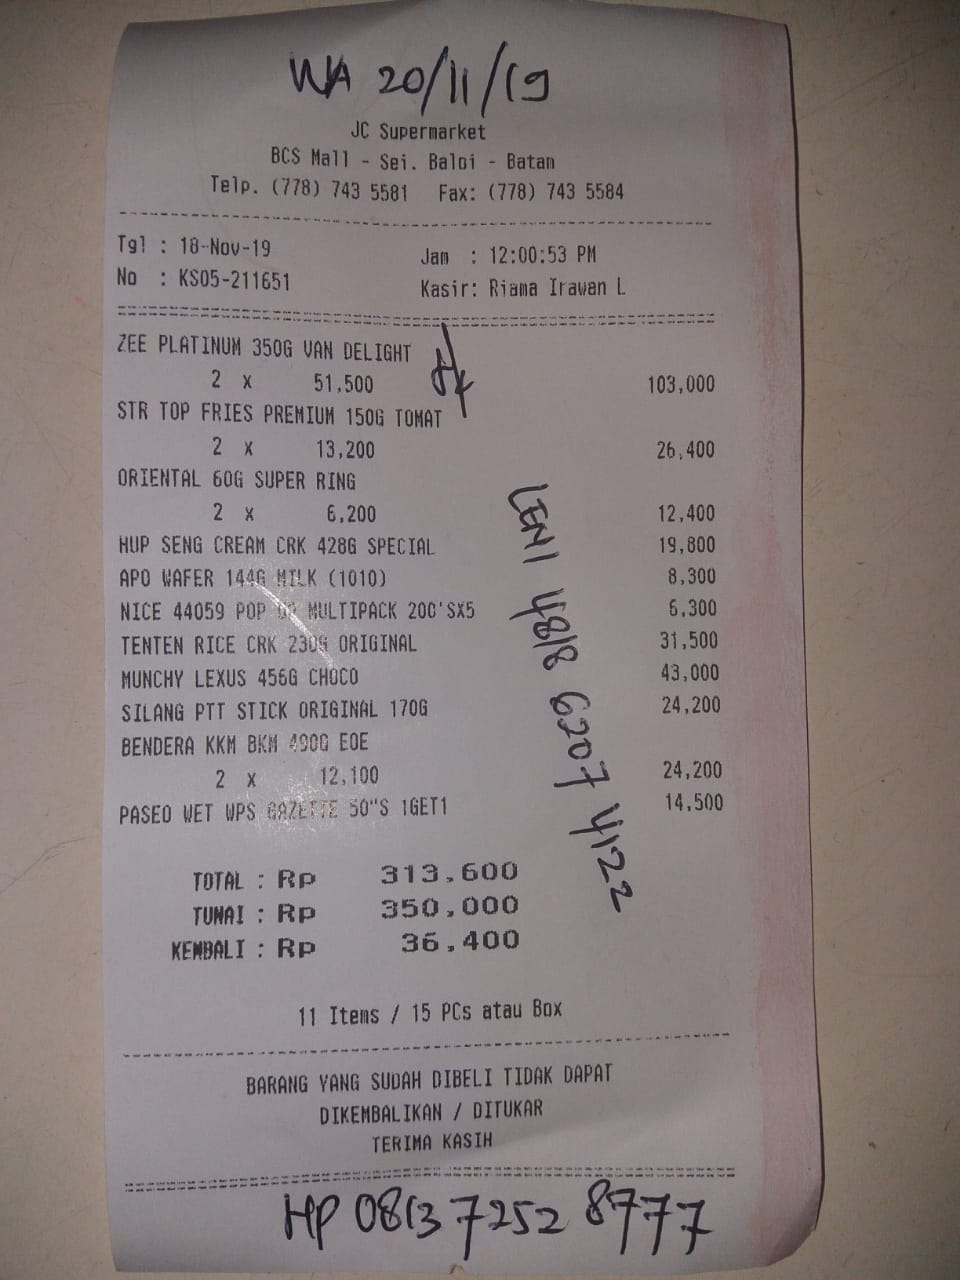 WA 20/11/19
JC Supermarket
BCS Mall - Sei. Baloi - Batam
Telp. (778) 743 5581 Fax: (778) 743 5584
Tgl : 18-Nov-19 Jam : 12:00:53 PM
No : KS05-211651 Kasir: Riama Irawan L
ZEE PLATINUM 350G VAN DELIGHT
2 x 51,500 103,000
STR TOP FRIES PREMIUM 150G TOMAT
2 x 13,200 26,400
ORIENTAL 60G SUPER RING
2 x 6,200 12,400
HUP SENG CREAM CRK 428G SPECIAL 19,800
APO WAFER 144G MILK (1010) 8,300
NICE 44059 POP UP MULTIPACK 200'SX5 6,300
TENTEN RICE CRK 230G ORIGINAL 31,500
MUNCHY LEXUS 456G CHOCO 43,000
SILANG PTT STICK ORIGINAL 170G 24,200
BENDERA KKM BKM 490G EOE
2 x 12,100 24,200
PASEO WET WPS GAZETTE 50"S 1GET1 14,500
LENI 4818 6207 4122
TOTAL : Rp 313,600
TUNAI : Rp 350,000
KEMBALI : Rp 36,400
11 Items / 15 PCs atau Box
BARANG YANG SUDAH DIBELI TIDAK DAPAT
DIKEMBALIKAN / DITUKAR
TERIMA KASIH
HP 0813 7252 8777